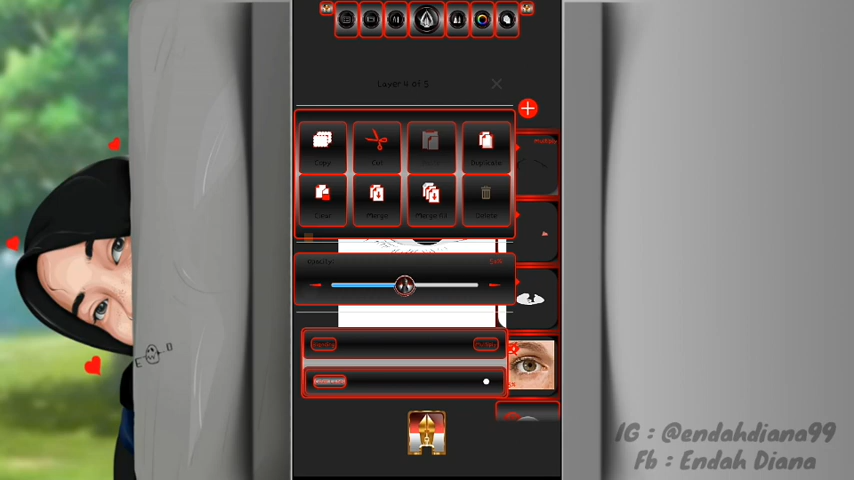 Layer 4 of 5
multiply
Copy Cut Duplicate
Clear Merge Merge All Delete
Opacity
Multiply
E D
IG : @endahdiana99
Fb : Endah Diana